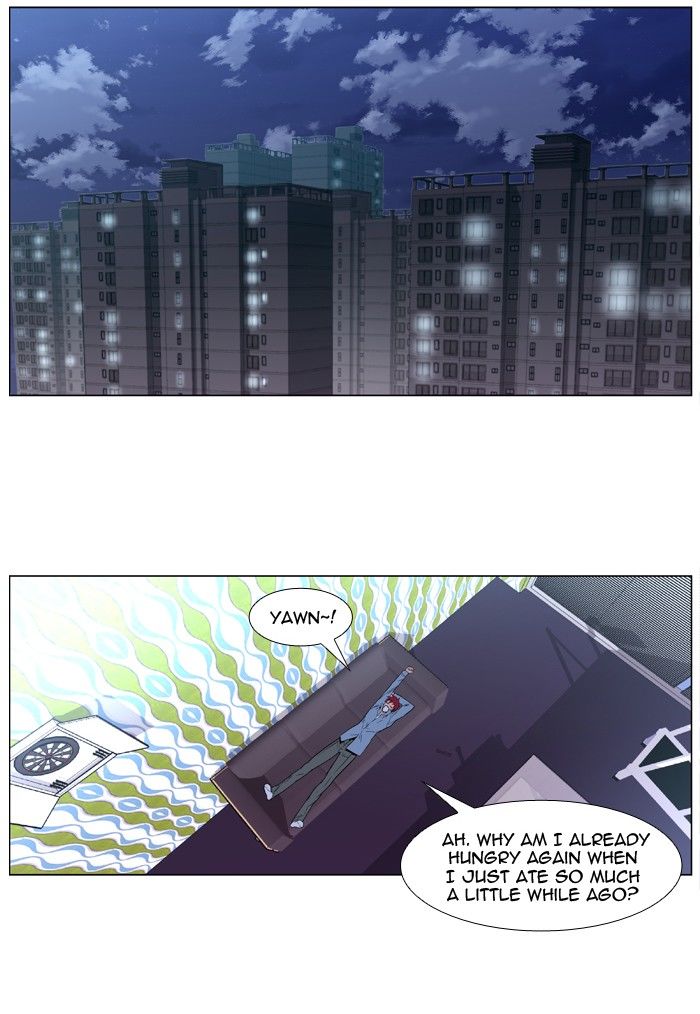 YAWN~!
AH. WHY AM I ALREADY
HUNGRY AGAIN WHEN
I JUST ATE SO MUCH
A LITTLE WHILE AGO?